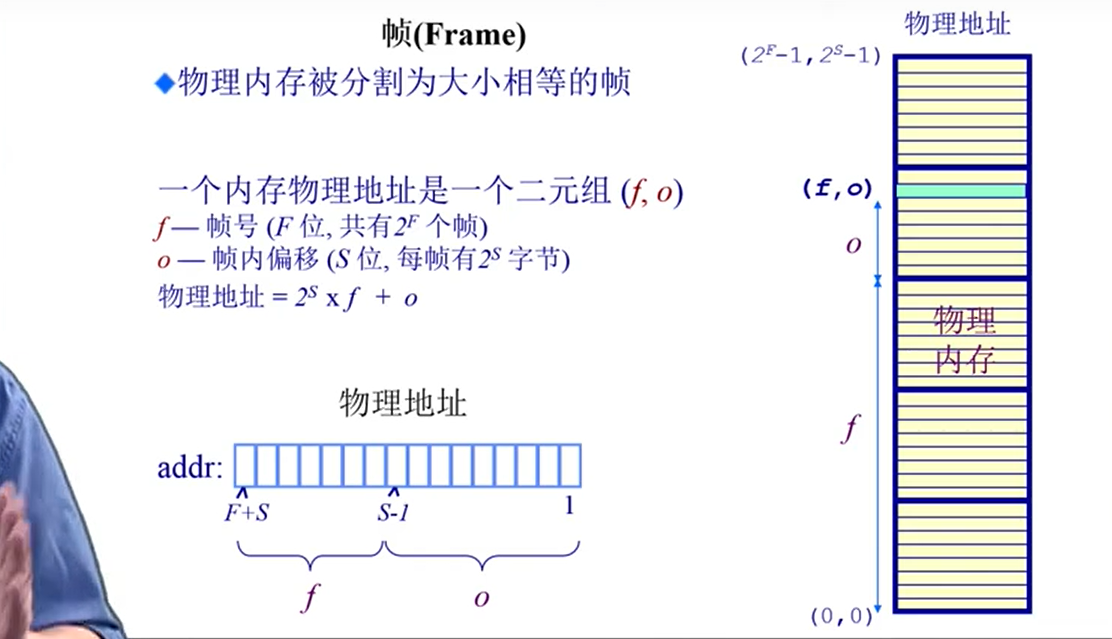 帧(Frame)
◆物理内存被分割为大小相等的帧
一个内存物理地址是一个二元组 (f, o)
f — 帧号 (F 位, 共有2^F 个帧)
o — 帧内偏移 (S 位, 每帧有2^S 字节)
物理地址 = 2^S x f + o
物理地址
addr:
F+S
S-1
1
f
o
物理地址
(2^F-1,2^S-1)
(f,o)
o
物理
内存
f
(0,0)